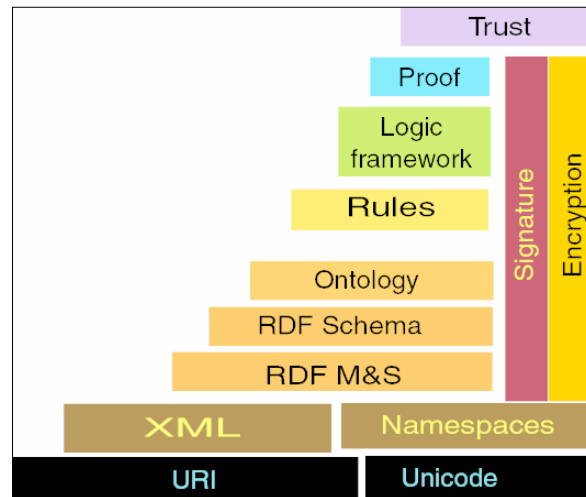 Trust
Proof
Logic
framework
Rules
Ontology
RDF Schema
RDF M&S
Signature
Encryption
XML
Namespaces
URI
Unicode